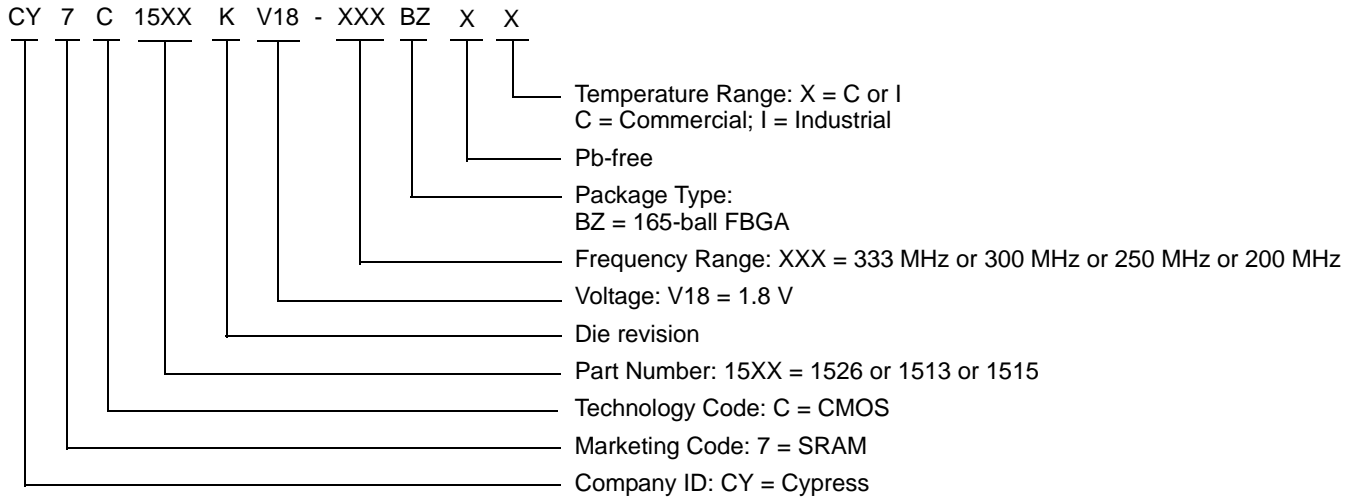 CY 7 C 15XX K V18 - XXX BZ X X
Temperature Range: X = C or I
C = Commercial; I = Industrial
Pb-free
Package Type:
BZ = 165-ball FBGA
Frequency Range: XXX = 333 MHz or 300 MHz or 250 MHz or 200 MHz
Voltage: V18 = 1.8 V
Die revision
Part Number: 15XX = 1526 or 1513 or 1515
Technology Code: C = CMOS
Marketing Code: 7 = SRAM
Company ID: CY = Cypress